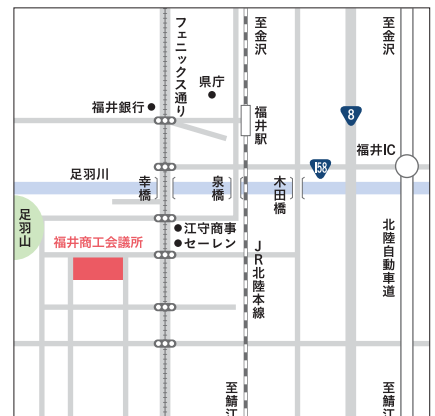 フェニックス通り
至金沢
至金沢
県庁
福井銀行
福井駅
8
158
福井IC
足羽川
幸橋
泉橋
木田橋
足羽山
江守商事
セーレン
福井商工会議所
JR北陸本線
北陸自動車道
至鯖江
至鯖江